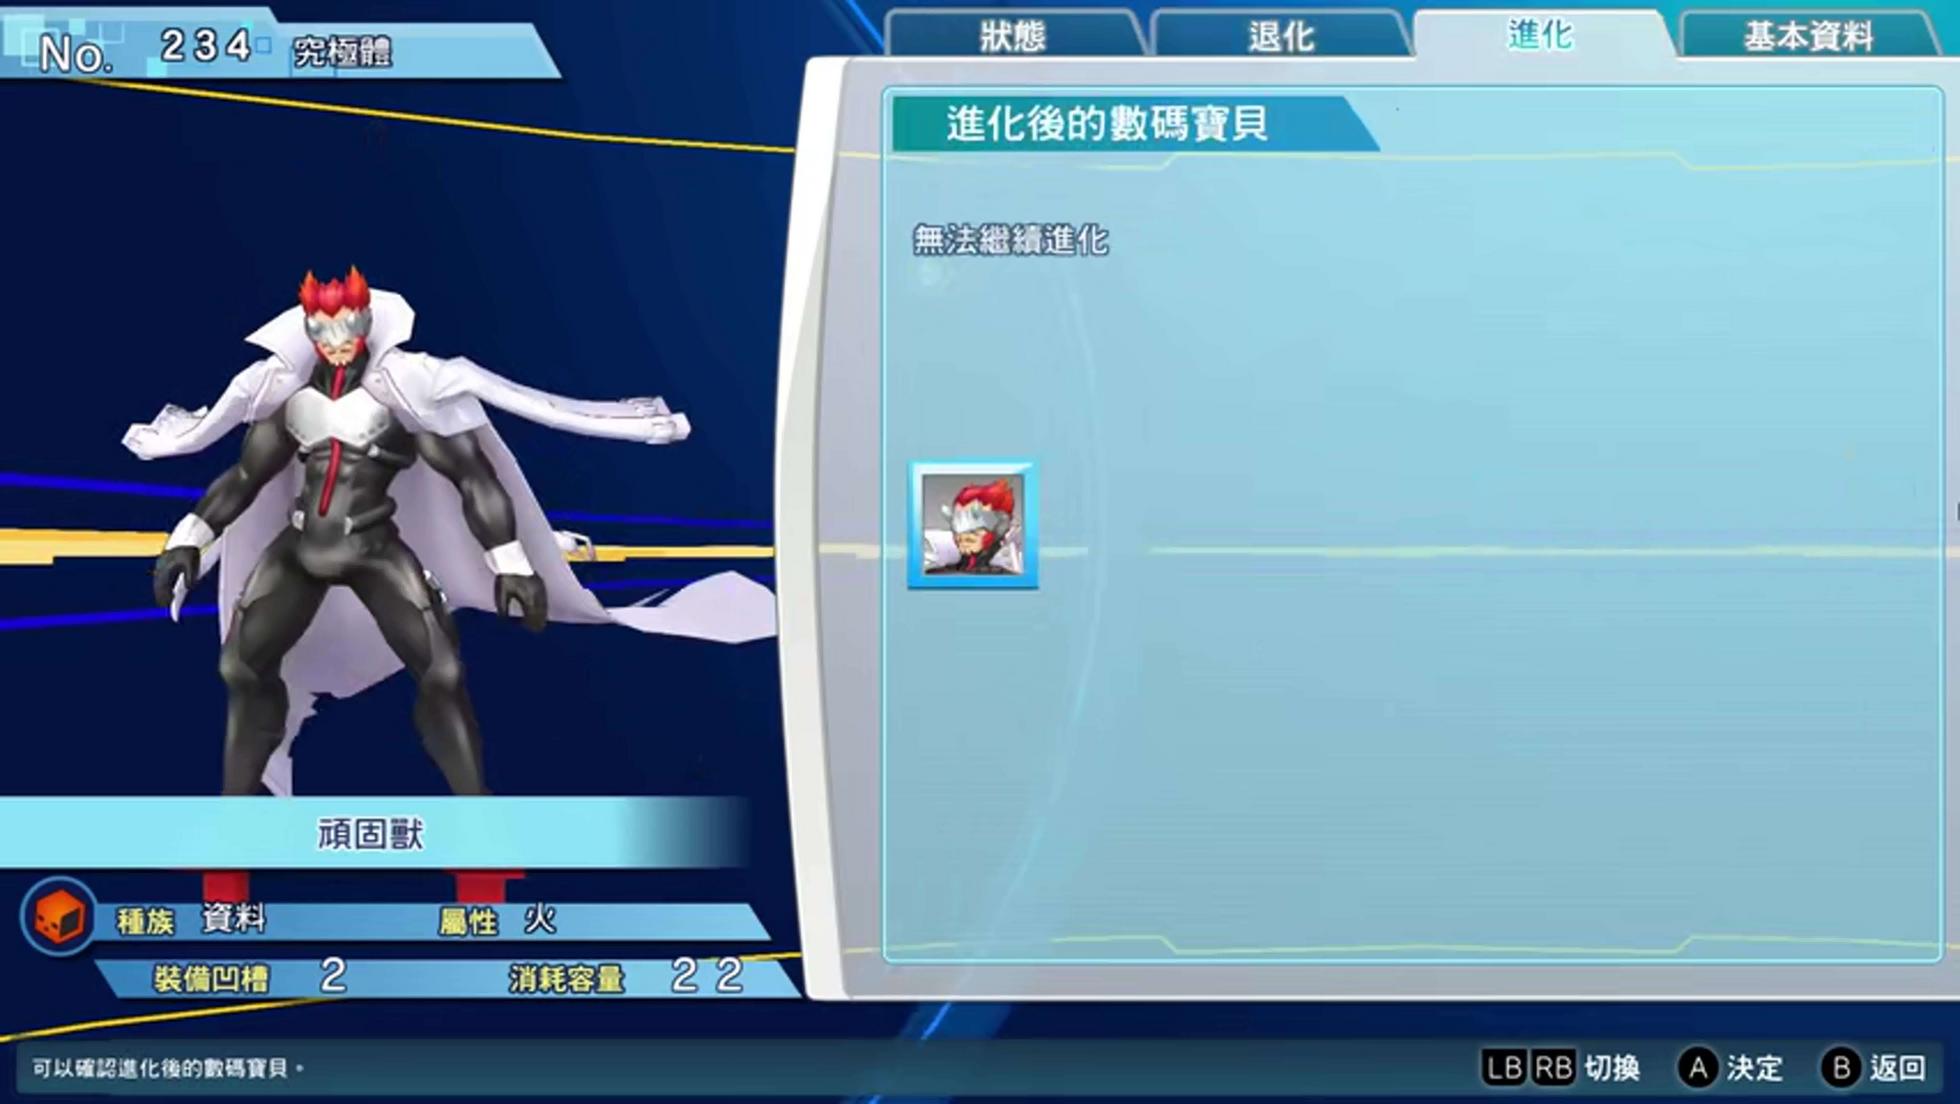 No. 234 究極體
狀態 退化 進化 基本資料
進化後的數碼寶貝
無法繼續進化
頑固獸
種族 資料 屬性 火
裝備凹槽 2 消耗容量 22
可以確認進化後的數碼寶貝。
LB RB 切換 A 決定 B 返回